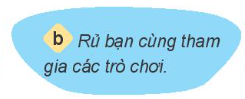 b Rủ bạn cùng tham
gia các trò chơi.